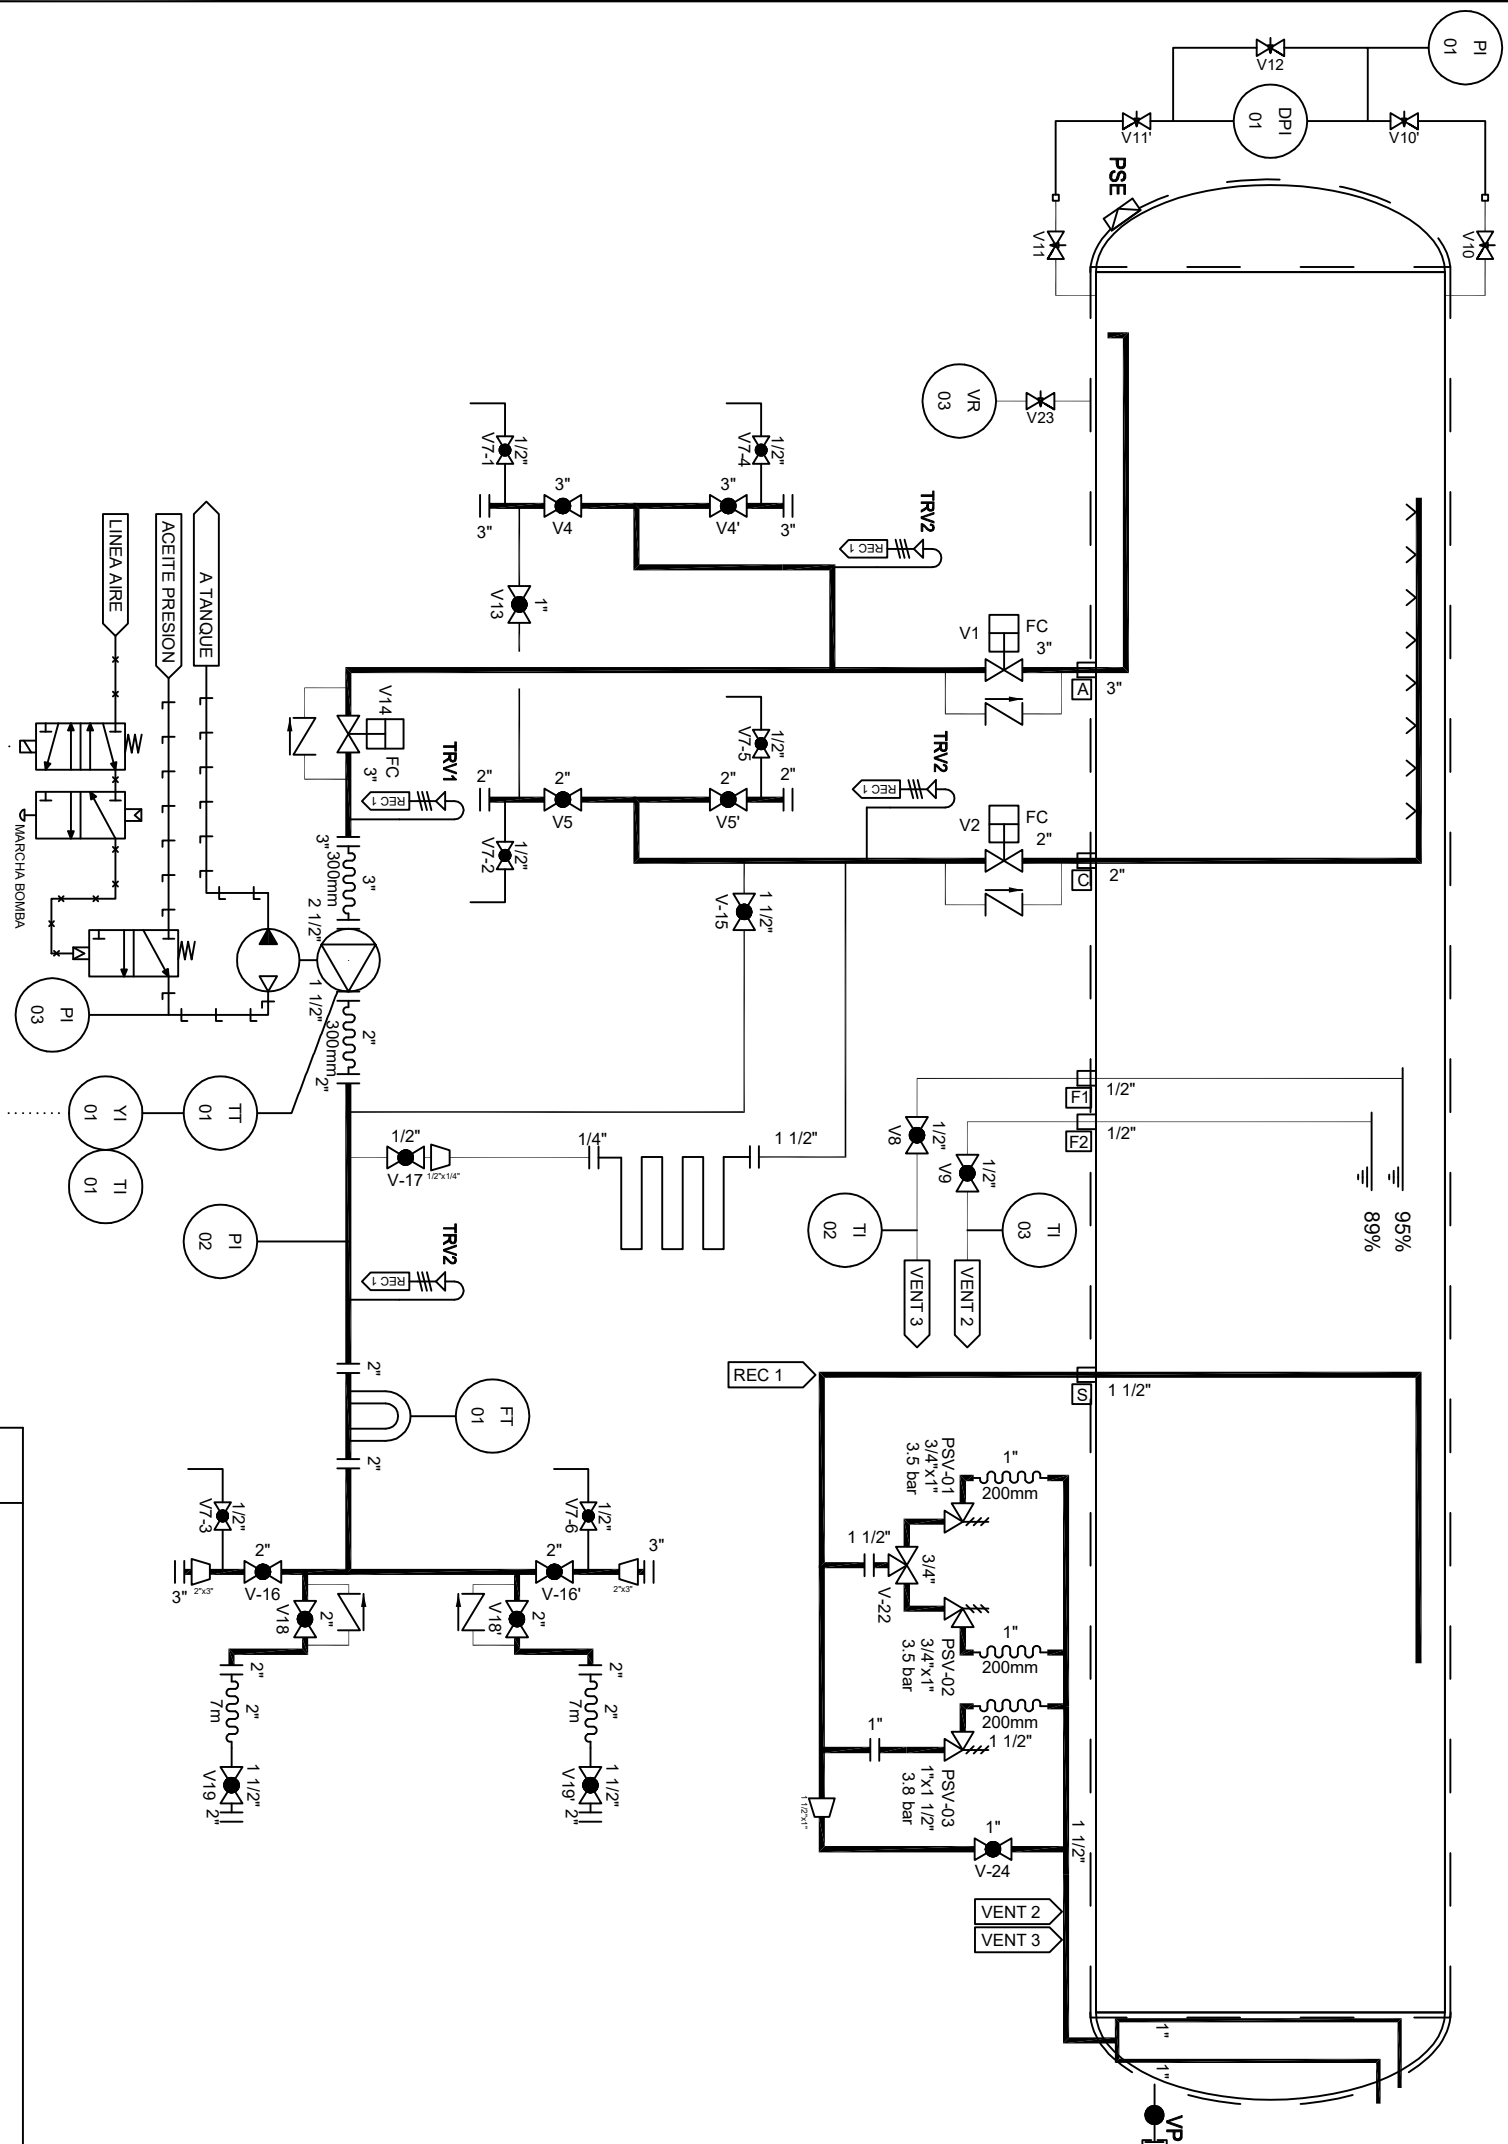 PI
01
V12
DPI
01
V11'
V10'
PSE
V11
V10
VR
03
V23
1/2"
V7-1
1/2"
V7-4
3"
V4
3"
3"
V4'
3"
TRV2
REC 1
V13
1"
V1
FC
3"
A
3"
LINEA AIRE
ACEITE PRESION
A TANQUE
V14
FC
3"
TRV1
REC 1
1/2"
V7-5
2"
2"
V5
2"
V5'
2"
1/2"
V7-2
TRV2
REC 1
V2
FC
2"
C
2"
MARCHA BOMBA
3"
300mm
3"
2 1/2"
1 1/2"
300mm
2"
2"
V-15
1 1/2"
PI
03
YI
01
TT
01
TI
01
PI
02
1/2"
V-17
1/2"x1/4"
1/4"
1 1/2"
F1
1/2"
F2
1/2"
V8
1/2"
V9
1/2"
TI
02
TI
03
VENT 3
VENT 2
95%
89%
TRV2
REC 1
2"
FT
01
2"
REC 1
S
1 1/2"
PSV-01
3/4"x1"
3.5 bar
1"
200mm
1 1/2"
3/4"
V-22
1"
200mm
PSV-02
3/4"x1"
3.5 bar
200mm
1 1/2"
1"
PSV-03
1"x1 1/2"
3.8 bar
1 1/2"x1"
1"
V-24
1 1/2"
VENT 2
VENT 3
1"
1"
VP
1/2"
V7-3
1/2"
V7-6
3"
2"x3"
2"
V-16
2"
V-16'
2"x3"
3"
V18
2"
V18'
2"
2"
2"
7m
2"
2"
7m
V19
1 1/2"
2"
V19'
1 1/2"
2"